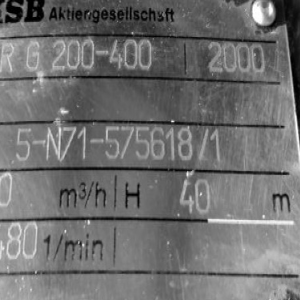 KSB Aktiengesellschaft
R G 200-400 2000
5-N71-575618/1
0 m³/h H 40 m
480 1/min